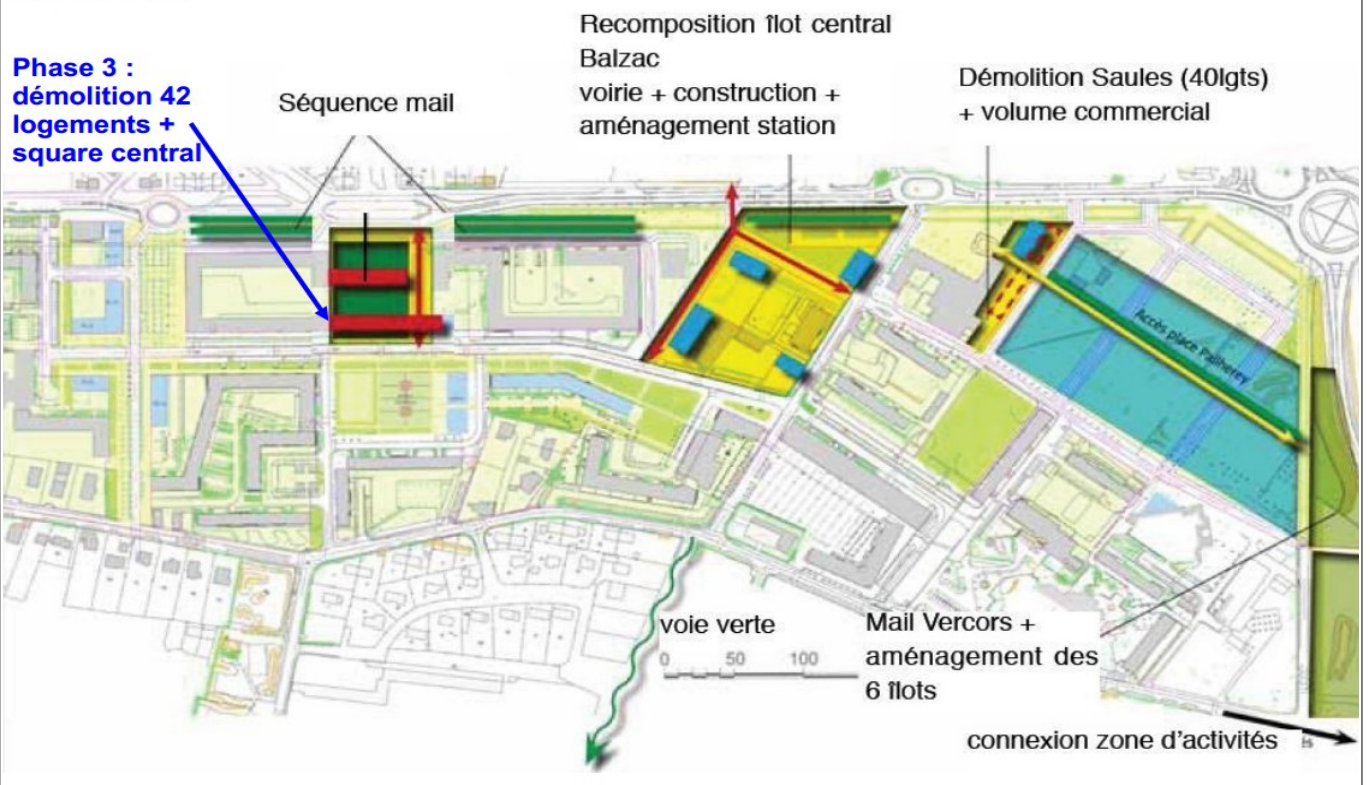 Recomposition îlot central
Balzac
voirie + construction +
aménagement station
Phase 3 :
démolition 42
logements +
square central
Séquence mail
Démolition Saules (40lgts)
+ volume commercial
Accès place Pailherey
voie verte
0 50 100
Mail Vercors +
aménagement des
6 îlots
connexion zone d'activités